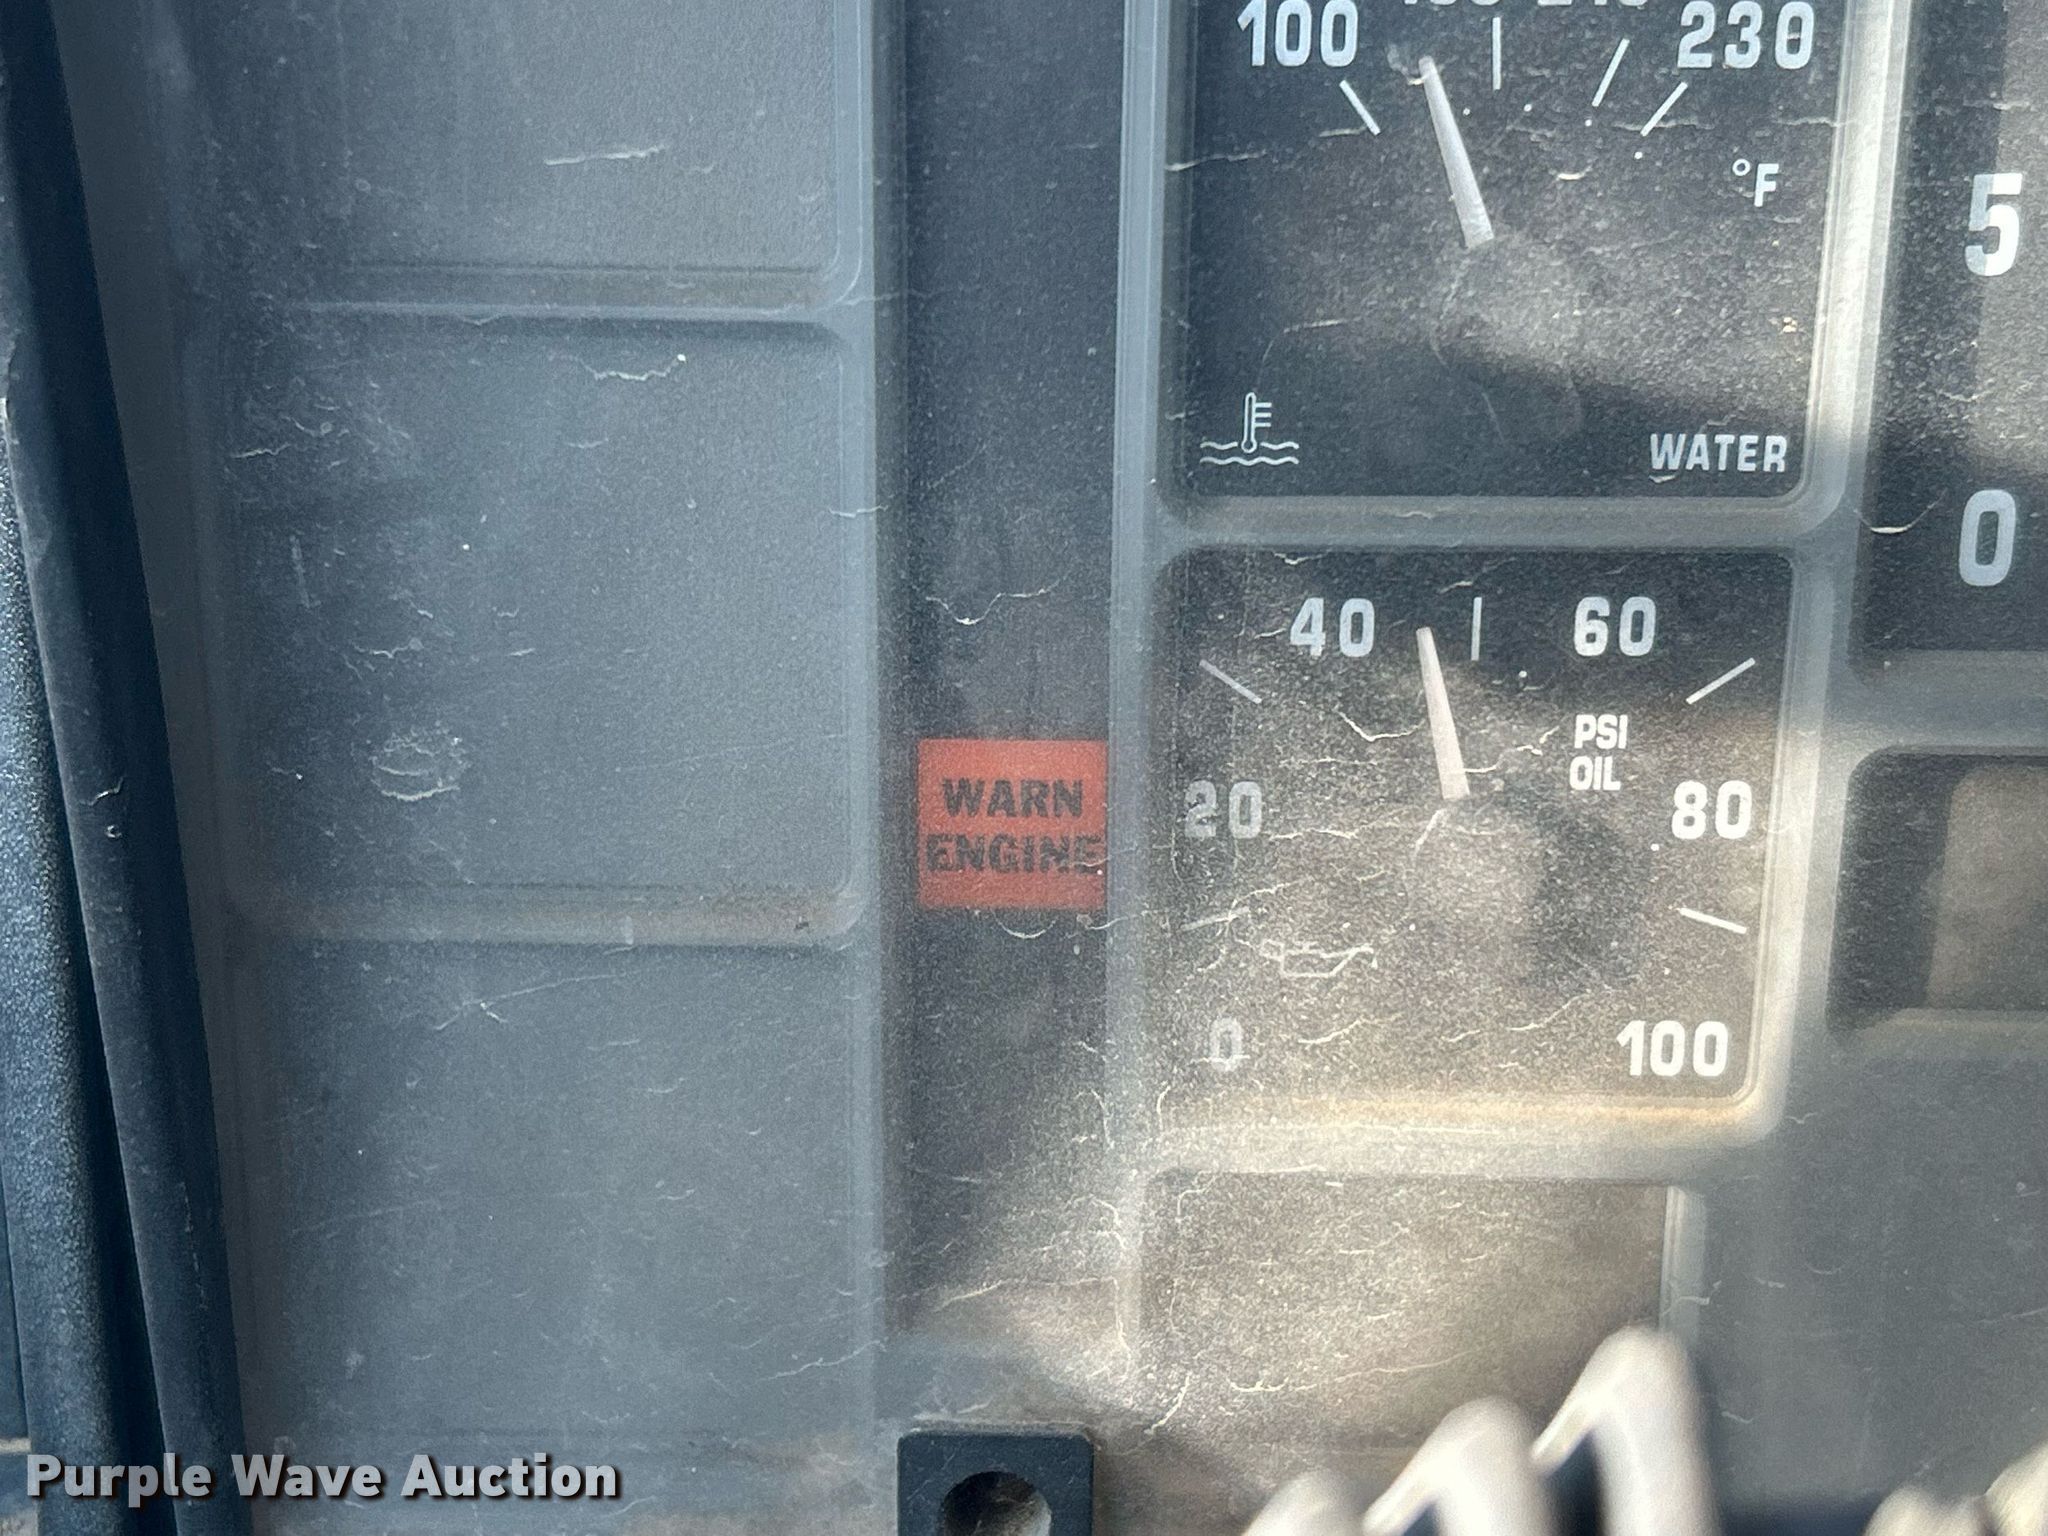 100
230
°F
5
WATER
0
40
60
PSI
OIL
20
80
WARN
ENGINE
0
100
Purple Wave Auction